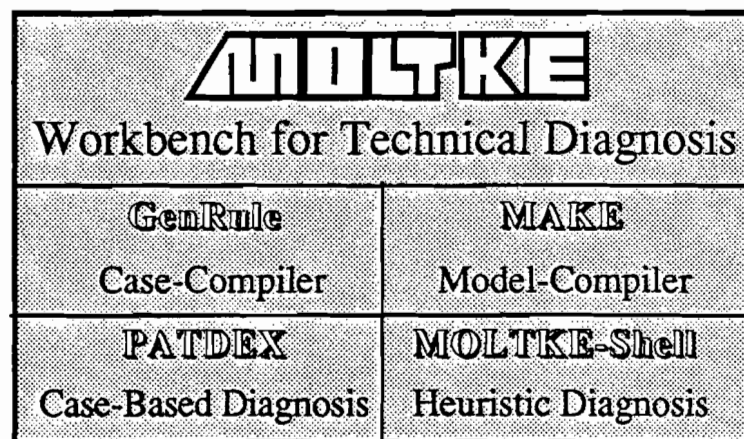 MOLTKE
Workbench for Technical Diagnosis
GenRule
MAKE
Case-Compiler
Model-Compiler
PATDEX
MOLTKE-Shell
Case-Based Diagnosis
Heuristic Diagnosis